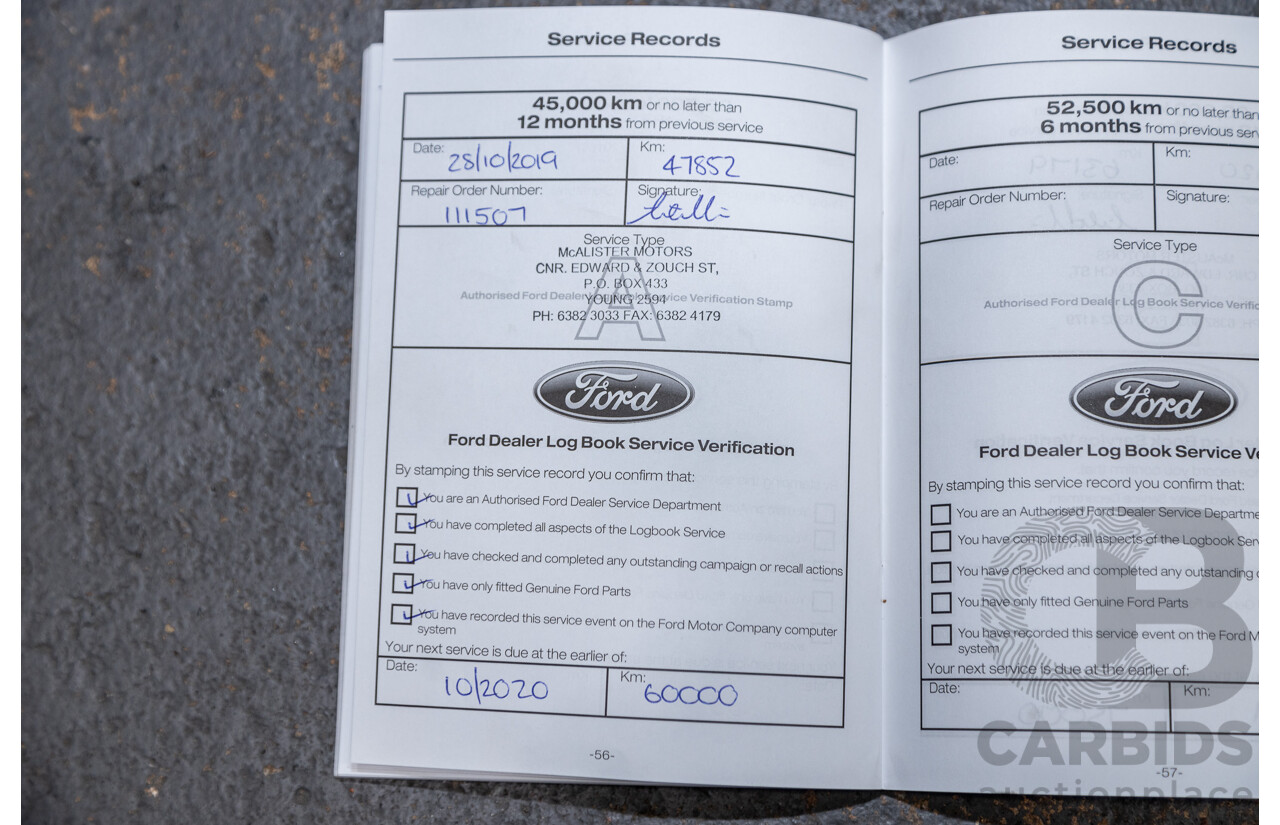 Service Records
45,000 km or no later than
12 months from previous service
Date: 28/10/2019
Km: 47852
Repair Order Number: 111507
Signature:
Service Type
McALISTER MOTORS
CNR. EDWARD & ZOUCH ST,
P.O. BOX 433
Authorised Ford Dealer Service Verification Stamp
YOUNG 2594
PH: 6382 3033 FAX: 6382 4179
A
Ford
Ford Dealer Log Book Service Verification
By stamping this service record you confirm that:
You are an Authorised Ford Dealer Service Department
You have completed all aspects of the Logbook Service
You have checked and completed any outstanding campaign or recall actions
You have only fitted Genuine Ford Parts
You have recorded this service event on the Ford Motor Company computer
system
Your next service is due at the earlier of:
Date: 10/2020
Km: 60000
-56-
Service Records
52,500 km or no later than
6 months from previous
Date:
Km:
Repair Order Number:
Signature:
Service Type
Authorised Ford Dealer Log Book Service
C
Ford
Ford Dealer Log Book Service
By stamping this service record you confirm that:
You are an Authorised Ford Dealer Service
You have completed all aspects of the Logbook
You have checked and completed any outstanding
You have only fitted Genuine Ford Parts
You have recorded this service event on the Ford
system
Your next service is due at the earlier of:
Date:
Km:
-57-
CB
CARBIDS
auctionplace